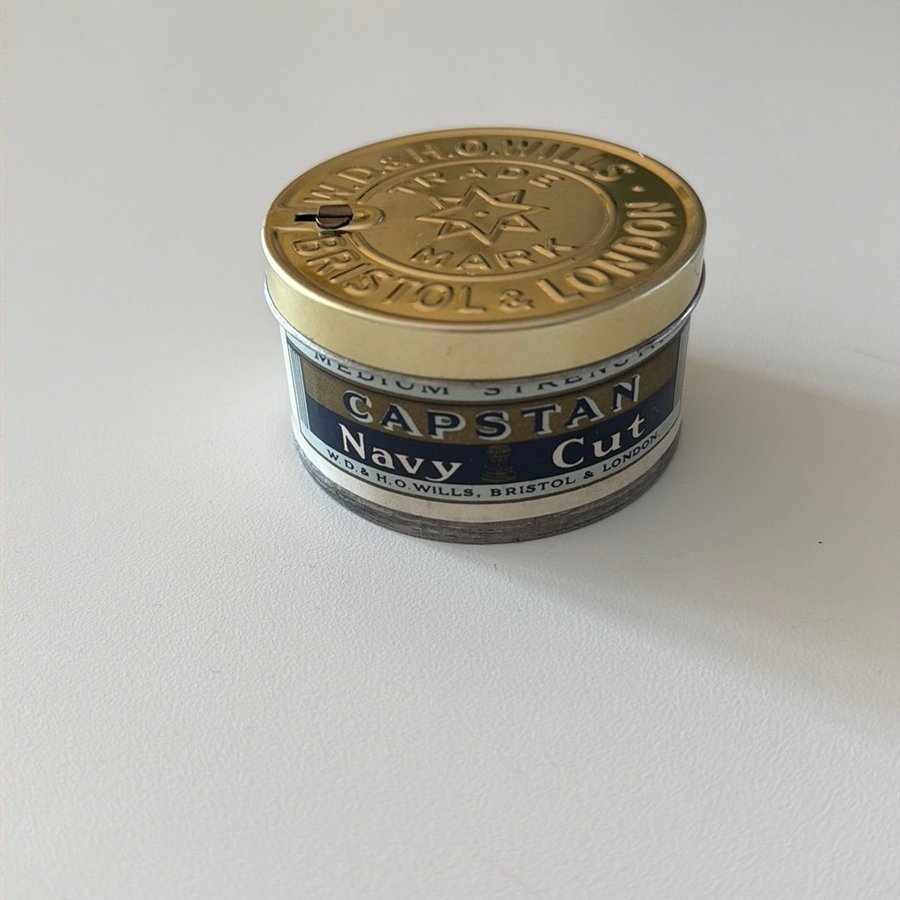 W.D.& H.O.WILLS ·
TRADE
MARK
BRISTOL & LONDON
MEDIUM STRENGTH
CAPSTAN
Navy Cut
W.D.& H.O.WILLS, BRISTOL & LONDON.